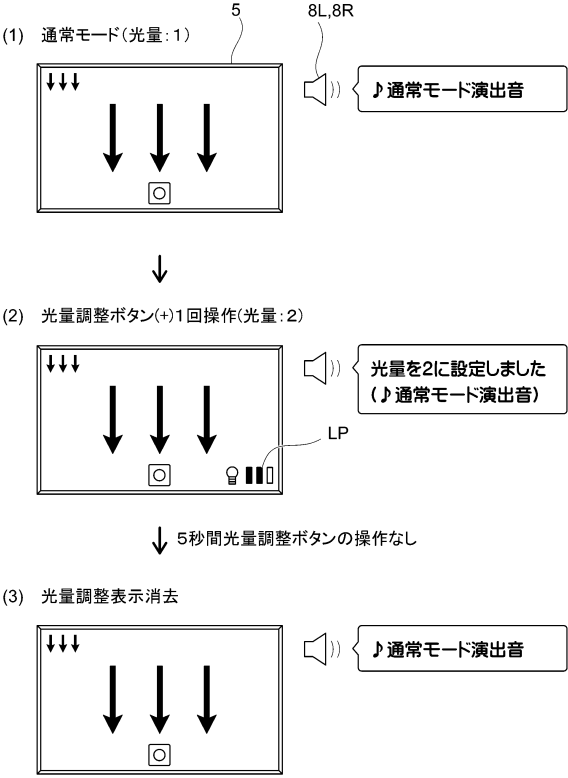 5
8L,8R
(1) 通常モード(光量:1)
♪通常モード演出音
(2) 光量調整ボタン(+)1回操作(光量:2)
光量を2に設定しました
(♪通常モード演出音)
LP
5秒間光量調整ボタンの操作なし
(3) 光量調整表示消去
♪通常モード演出音